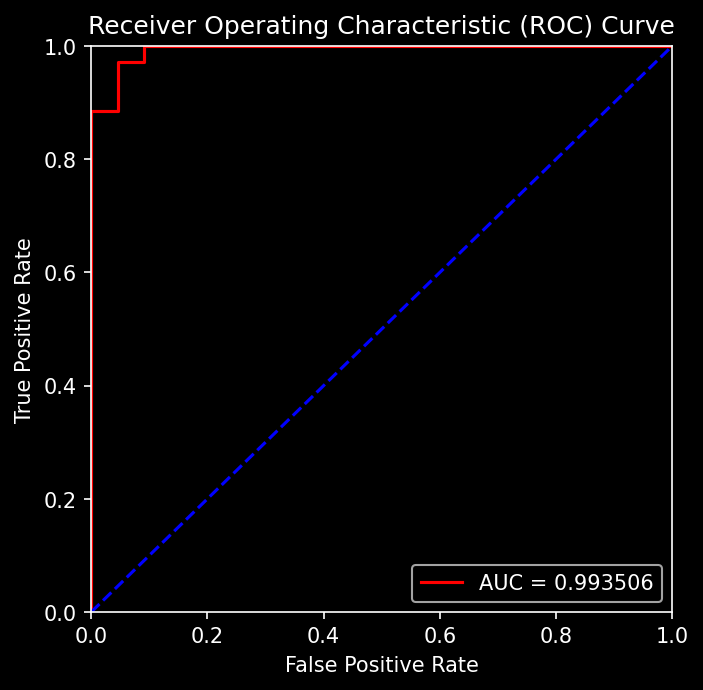 Receiver Operating Characteristic (ROC) Curve
1.0
0.8
0.6
0.4
0.2
0.0
True Positive Rate
AUC = 0.993506
0.0 0.2 0.4 0.6 0.8 1.0
False Positive Rate